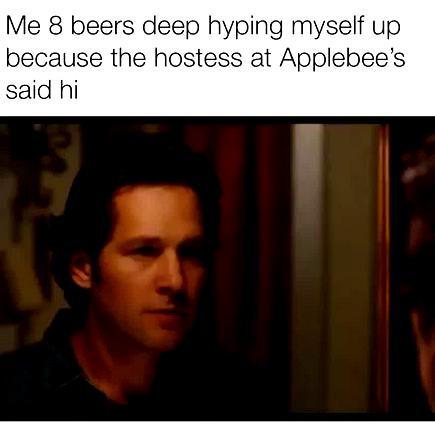 Me 8 beers deep hyping myself up
because the hostess at Applebee’s
said hi